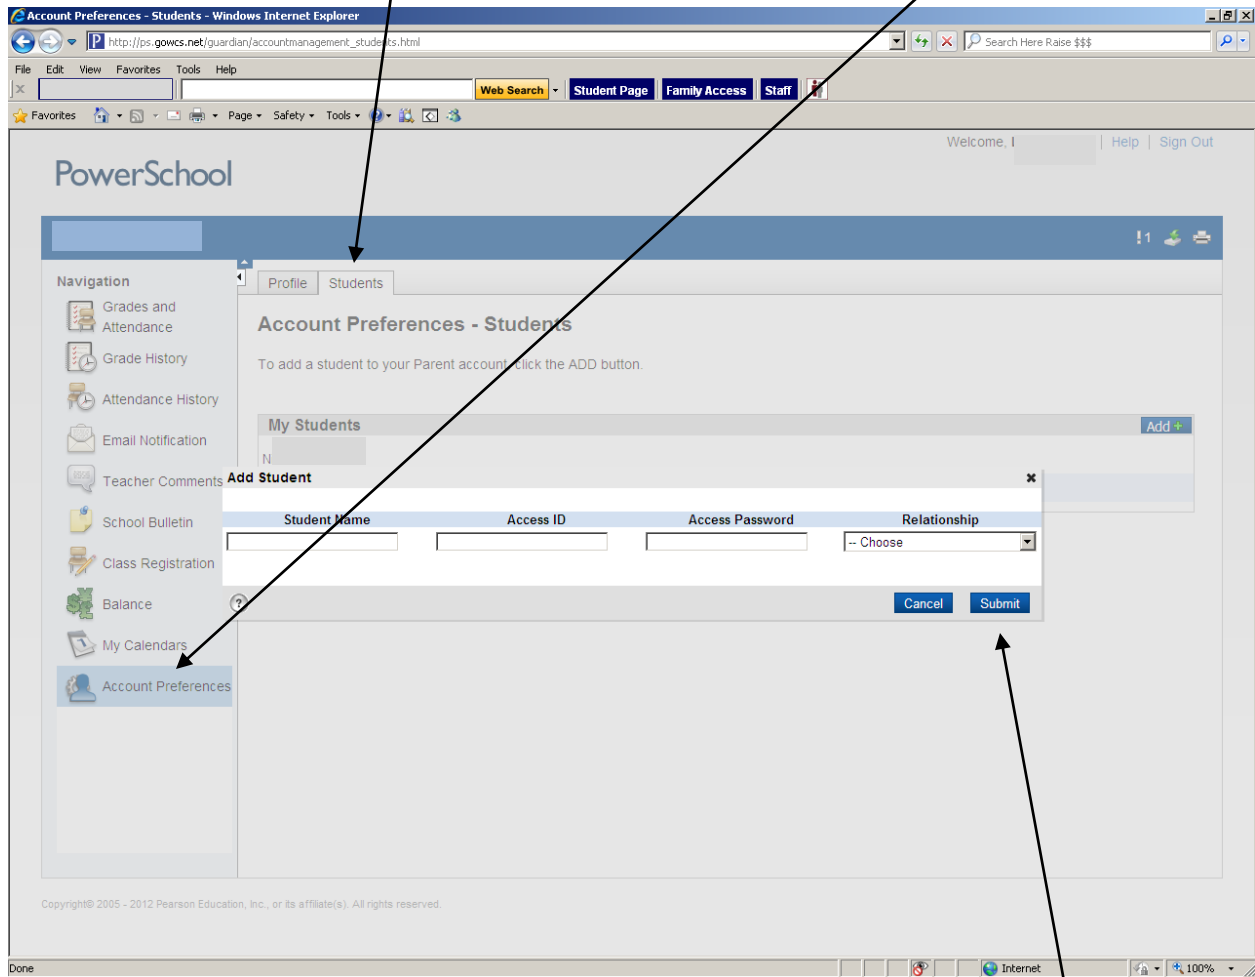 Account Preferences - Students - Windows Internet Explorer
http://ps.gowcs.net/guardian/accountmanagement_students.html
Search Here Raise $$$
File Edit View Favorites Tools Help
Web Search Student Page Family Access Staff
Favorites Page Safety Tools
Welcome, I | Help | Sign Out
PowerSchool
!1
Navigation
Profile Students
Grades and
Attendance
Account Preferences - Students
Grade History
To add a student to your Parent account, click the ADD button.
Attendance History
My Students Add +
Email Notification
N
Teacher Comments
Add Student
School Bulletin
Student Name Access ID Access Password Relationship
-- Choose
Class Registration
Balance
? Cancel Submit
My Calendars
Account Preferences
Copyright© 2005 - 2012 Pearson Education, Inc., or its affiliate(s). All rights reserved.
Done Internet 100%